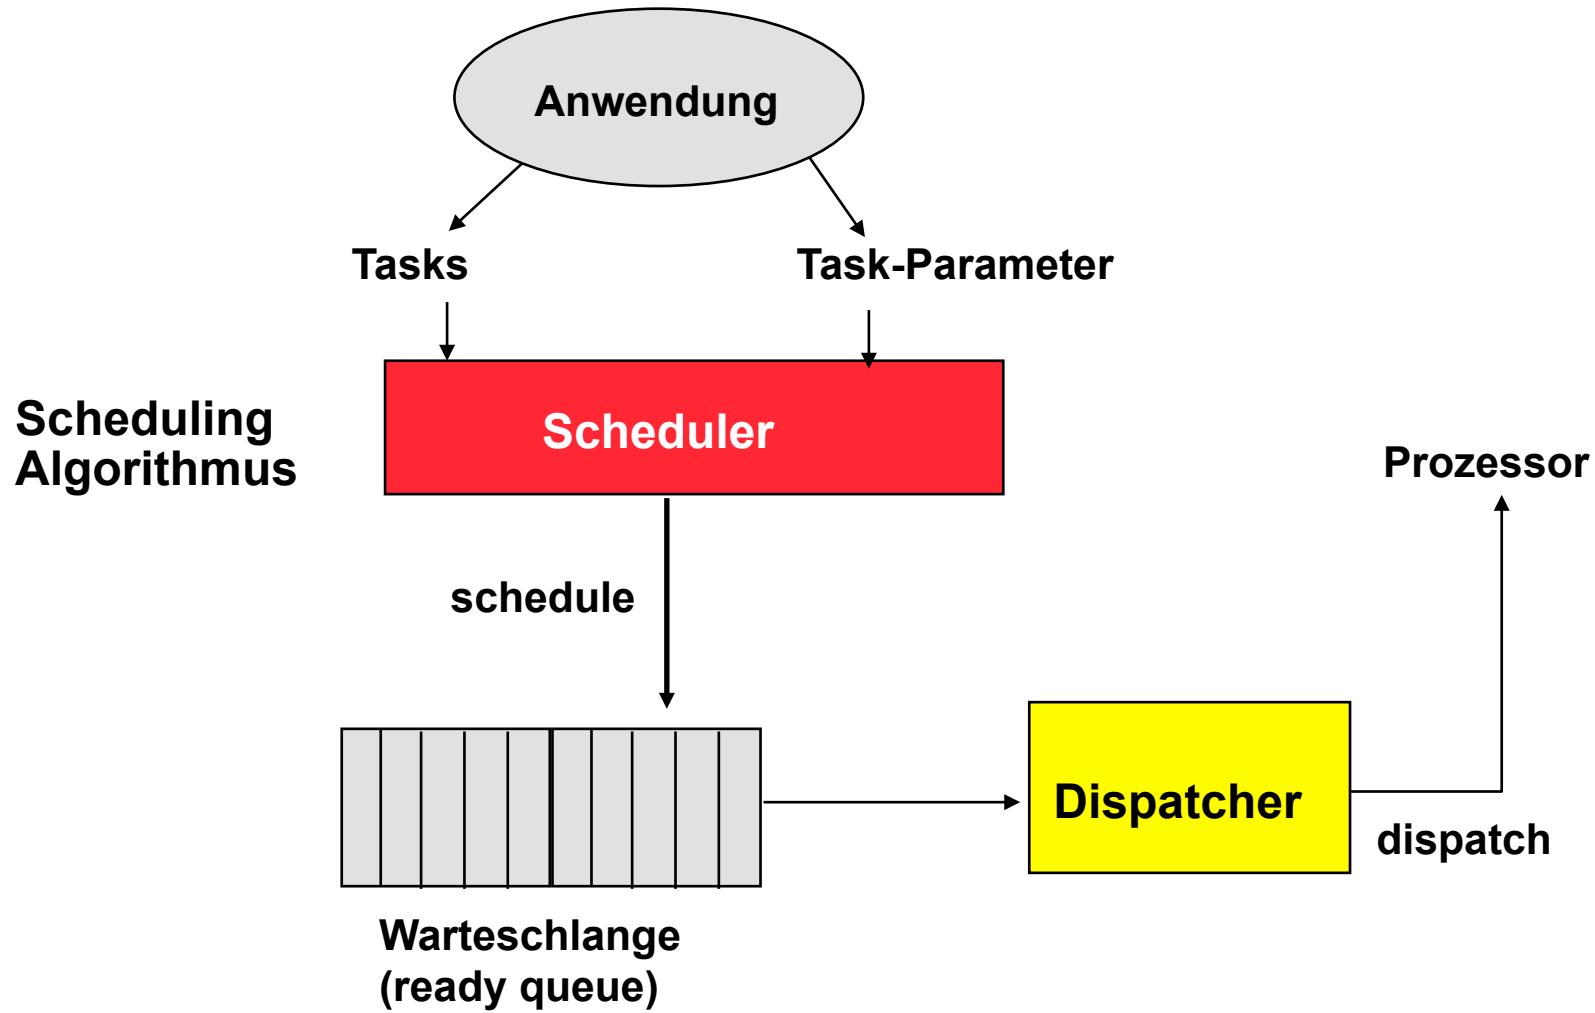 Anwendung
Tasks
Task-Parameter
Scheduling
Algorithmus
Scheduler
Prozessor
schedule
Dispatcher
dispatch
Warteschlange
(ready queue)